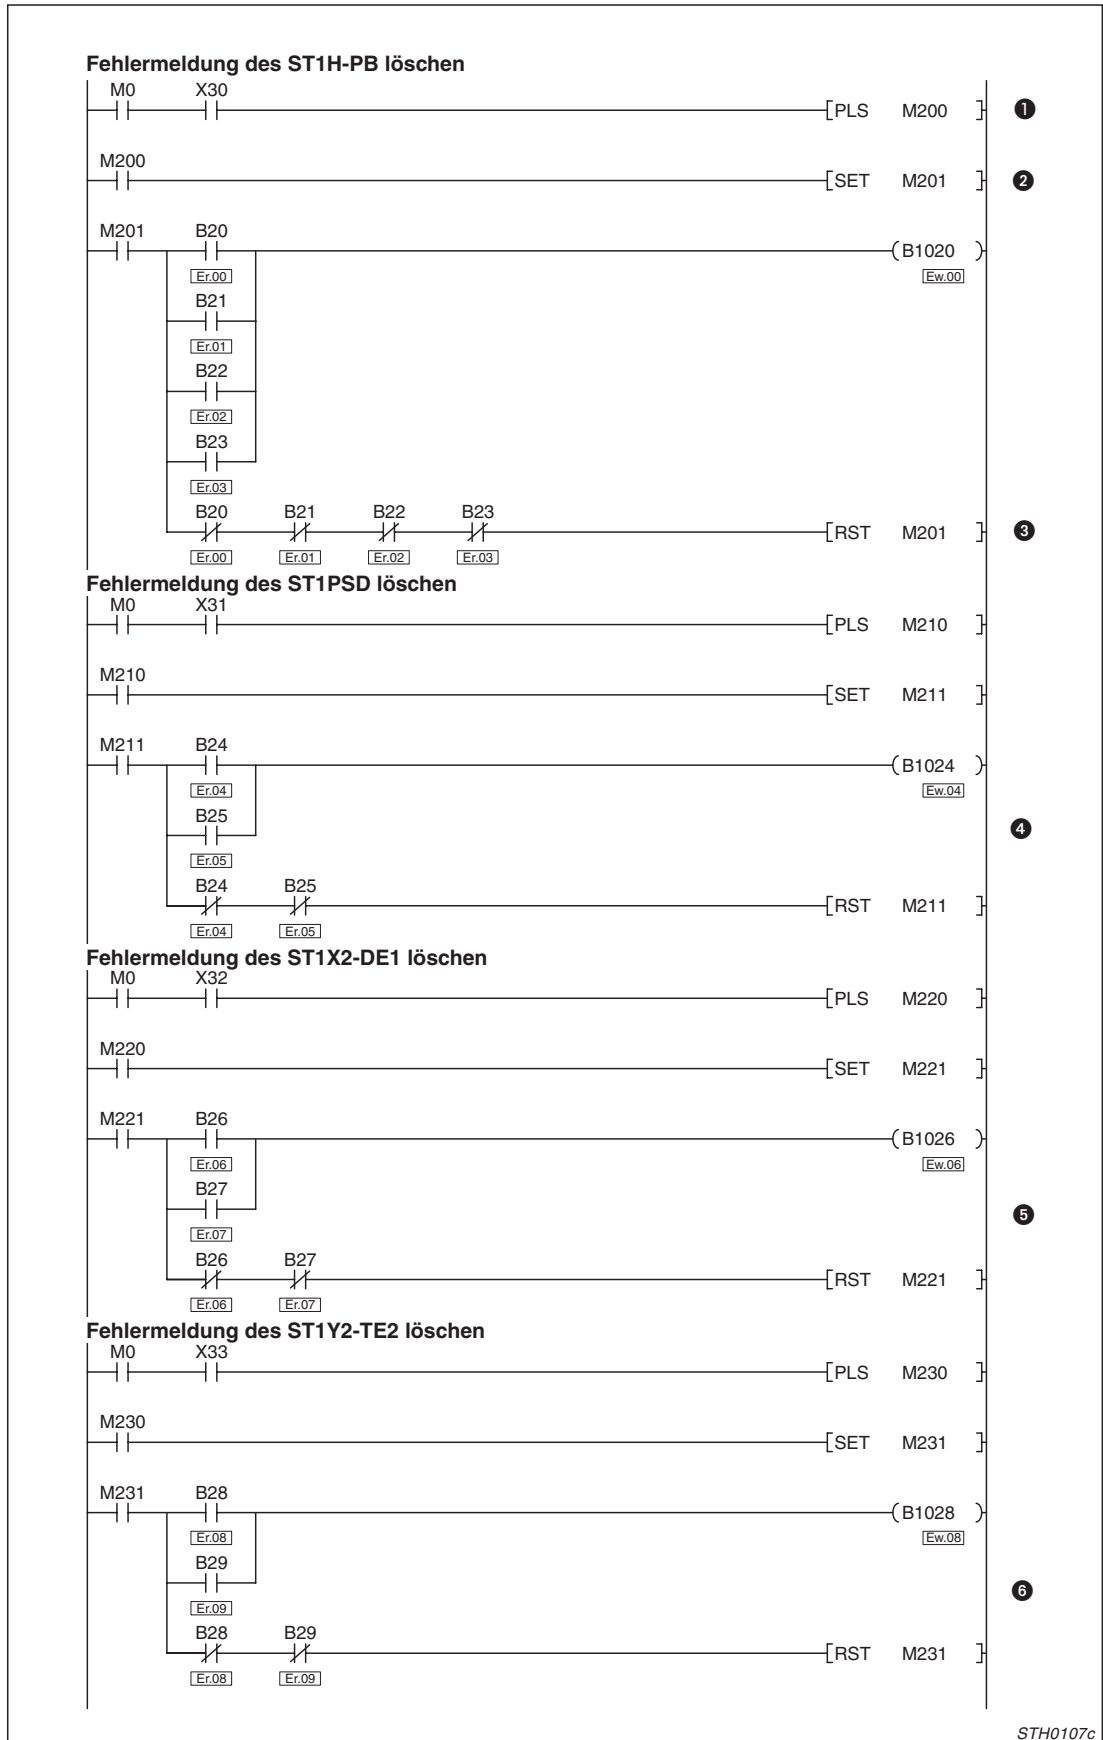 Fehlermeldung des ST1H-PB löschen
M0 X30
[PLS M200 ] ❶
M200
[SET M201 ] ❷
M201 B20
(B1020 )
Er.00 Ew.00
B21
Er.01
B22
Er.02
B23
Er.03
B20 B21 B22 B23
[RST M201 ] ❸
Er.00 Er.01 Er.02 Er.03
Fehlermeldung des ST1PSD löschen
M0 X31
[PLS M210 ]
M210
[SET M211 ]
M211 B24
(B1024 )
Er.04 Ew.04
B25
❹
Er.05
B24 B25
[RST M211 ]
Er.04 Er.05
Fehlermeldung des ST1X2-DE1 löschen
M0 X32
[PLS M220 ]
M220
[SET M221 ]
M221 B26
(B1026 )
Er.06 Ew.06
B27
❺
Er.07
B26 B27
[RST M221 ]
Er.06 Er.07
Fehlermeldung des ST1Y2-TE2 löschen
M0 X33
[PLS M230 ]
M230
[SET M231 ]
M231 B28
(B1028 )
Er.08 Ew.08
B29
❻
Er.09
B28 B29
[RST M231 ]
Er.08 Er.09
STH0107c